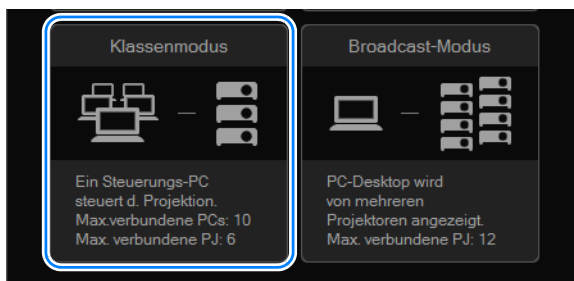 Klassenmodus
Ein Steuerungs-PC
steuert d. Projektion.
Max.verbundene PCs: 10
Max. verbundene PJ: 6
Broadcast-Modus
PC-Desktop wird
von mehreren
Projektoren angezeigt.
Max. verbundene PJ: 12